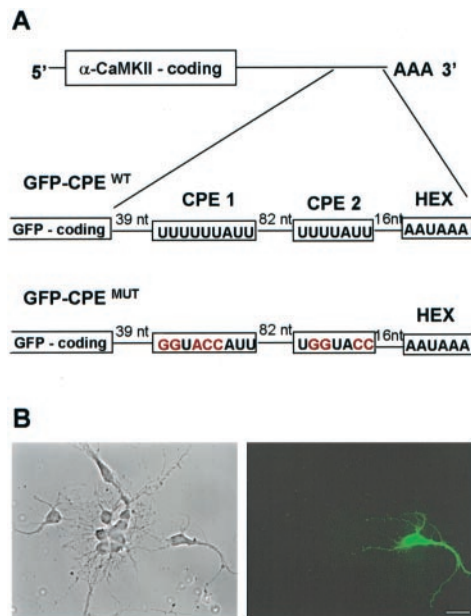 A
5' α-CaMKII - coding AAA 3'
GFP-CPE WT
CPE 1 CPE 2 HEX
GFP - coding 39 nt UUUUUUAUU 82 nt UUUUAUU 16nt AAUAAA
GFP-CPE MUT
HEX
GFP - coding 39 nt GGUACCAUU 82 nt UGGUACC 16nt AAUAAA
B